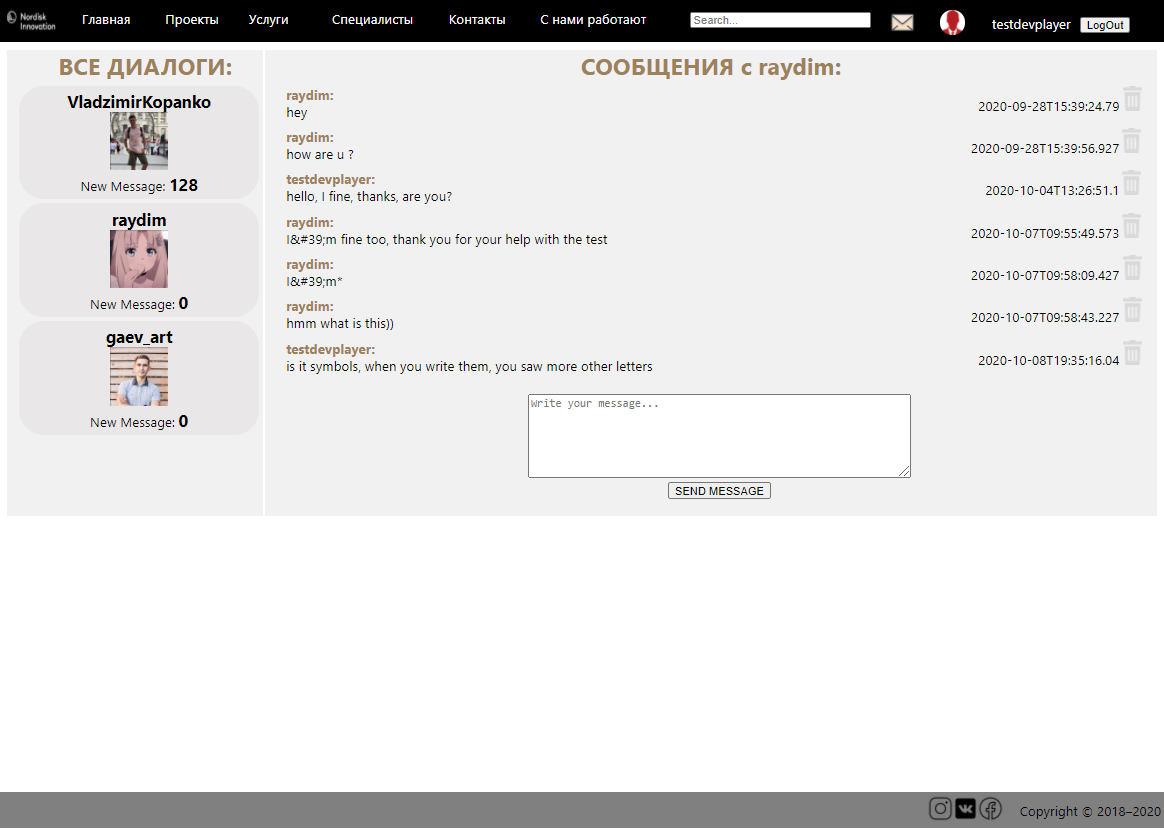 Nordisk
Innovation
Главная Проекты Услуги Специалисты Контакты С нами работают Search... testdevplayer LogOut
ВСЕ ДИАЛОГИ:
VladzimirKopanko
New Message: 128
raydim
New Message: 0
gaev_art
New Message: 0
СООБЩЕНИЯ с raydim:
raydim:
hey 2020-09-28T15:39:24.79
raydim:
how are u ? 2020-09-28T15:39:56.927
testdevplayer:
hello, I fine, thanks, are you? 2020-10-04T13:26:51.1
raydim:
I&#39;m fine too, thank you for your help with the test 2020-10-07T09:55:49.573
raydim:
I&#39;m* 2020-10-07T09:58:09.427
raydim:
hmm what is this)) 2020-10-07T09:58:43.227
testdevplayer:
is it symbols, when you write them, you saw more other letters 2020-10-08T19:35:16.04
Write your message...
SEND MESSAGE
Copyright © 2018–2020